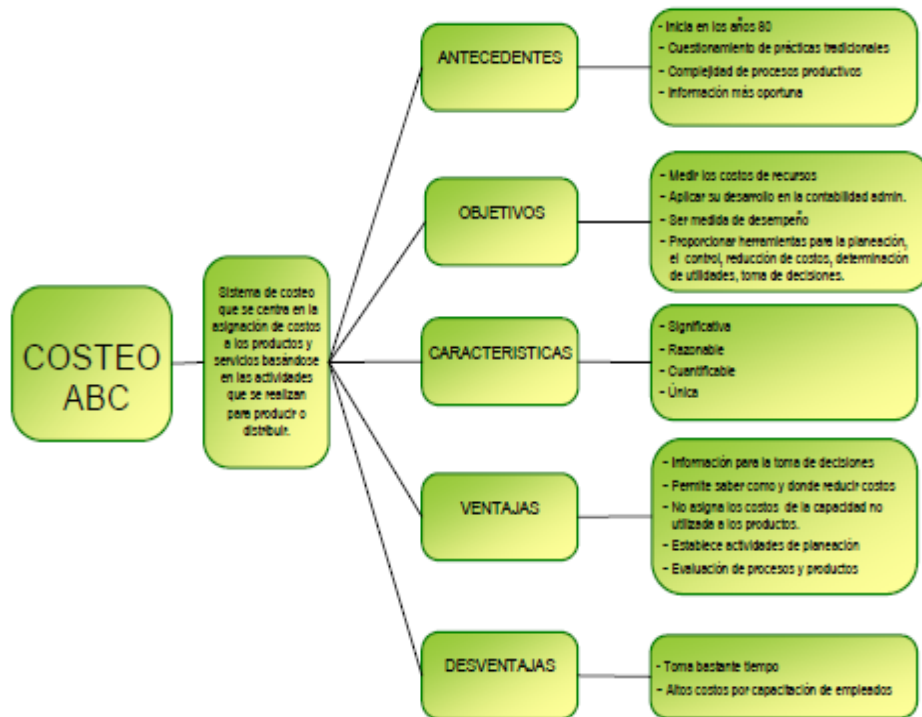 COSTEO
ABC
Sistema de costeo
que se centra en la
asignación de costos
a los productos y
servicios basándose
en las actividades
que se realizan
para producir o
distribuir.
ANTECEDENTES
- Inicia en los años 80
- Cuestionamiento de prácticas tradicionales
- Complejidad de procesos productivos
- Información más oportuna
OBJETIVOS
- Medir los costos de recursos
- Aplicar su desarrollo en la contabilidad admin.
- Ser medida de desempeño
- Proporcionar herramientas para la planeación,
el control, reducción de costos, determinación
de utilidades, toma de decisiones.
CARACTERISTICAS
- Significativa
- Razonable
- Cuantificable
- Única
VENTAJAS
- Información para la toma de decisiones
- Permite saber como y donde reducir costos
- No asigna los costos de la capacidad no
utilizada a los productos.
- Establece actividades de planeación
- Evaluación de procesos y productos
DESVENTAJAS
- Toma bastante tiempo
- Altos costos por capacitación de empleados